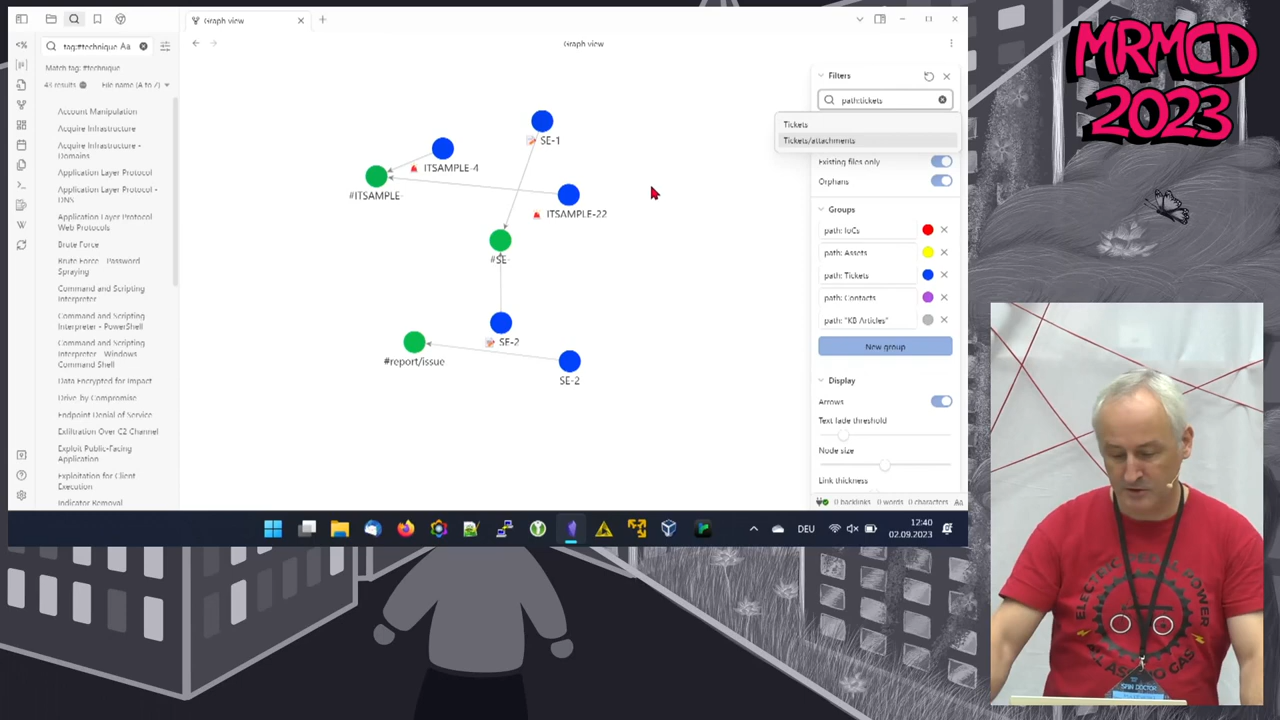 Graph view
tag:#technique Aa
Match tag: #technique
43 results
File name (A to Z)
Account Manipulation
Acquire Infrastructure
Acquire Infrastructure -
Domains
Application Layer Protocol
Application Layer Protocol -
DNS
Application Layer Protocol
Web Protocols
Brute Force
Brute Force - Password
Spraying
Command and Scripting
Interpreter
Command and Scripting
Interpreter - PowerShell
Command and Scripting
Interpreter - Windows
Command Shell
Data Encrypted for Impact
Drive-by Compromise
Endpoint Denial of Service
Exfiltration Over C2 Channel
Exploit Public-Facing
Application
Exploitation for Client
Execution
Indicator Removal
Graph view
SE-1
ITSAMPLE-4
#ITSAMPLE-
ITSAMPLE-22
#SE-
SE-2
#report/issue
SE-2
Filters
path:tickets
Tickets
Tickets/attachments
Existing files only
Orphans
Groups
path: IoCs
path: Assets
path: Tickets
path: Contacts
path: "KB Articles"
New group
Display
Arrows
Text fade threshold
Node size
Link thickness
0 backlinks 0 words 0 characters Aa
DEU
12:40
02.09.2023
MRMCD
2023
ELECTRIC PEDAL POWER